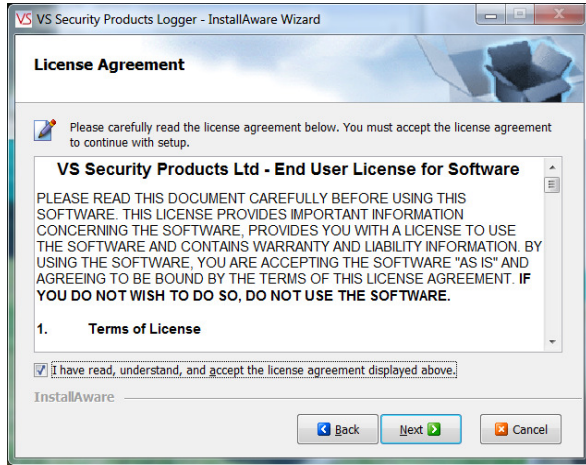 VS VS Security Products Logger - InstallAware Wizard
License Agreement
Please carefully read the license agreement below. You must accept the license agreement
to continue with setup.
VS Security Products Ltd - End User License for Software
PLEASE READ THIS DOCUMENT CAREFULLY BEFORE USING THIS
SOFTWARE. THIS LICENSE PROVIDES IMPORTANT INFORMATION
CONCERNING THE SOFTWARE, PROVIDES YOU WITH A LICENSE TO USE
THE SOFTWARE AND CONTAINS WARRANTY AND LIABILITY INFORMATION. BY
USING THE SOFTWARE, YOU ARE ACCEPTING THE SOFTWARE "AS IS" AND
AGREEING TO BE BOUND BY THE TERMS OF THIS LICENSE AGREEMENT. IF
YOU DO NOT WISH TO DO SO, DO NOT USE THE SOFTWARE.
1. Terms of License
I have read, understand, and accept the license agreement displayed above.
InstallAware
Back Next Cancel